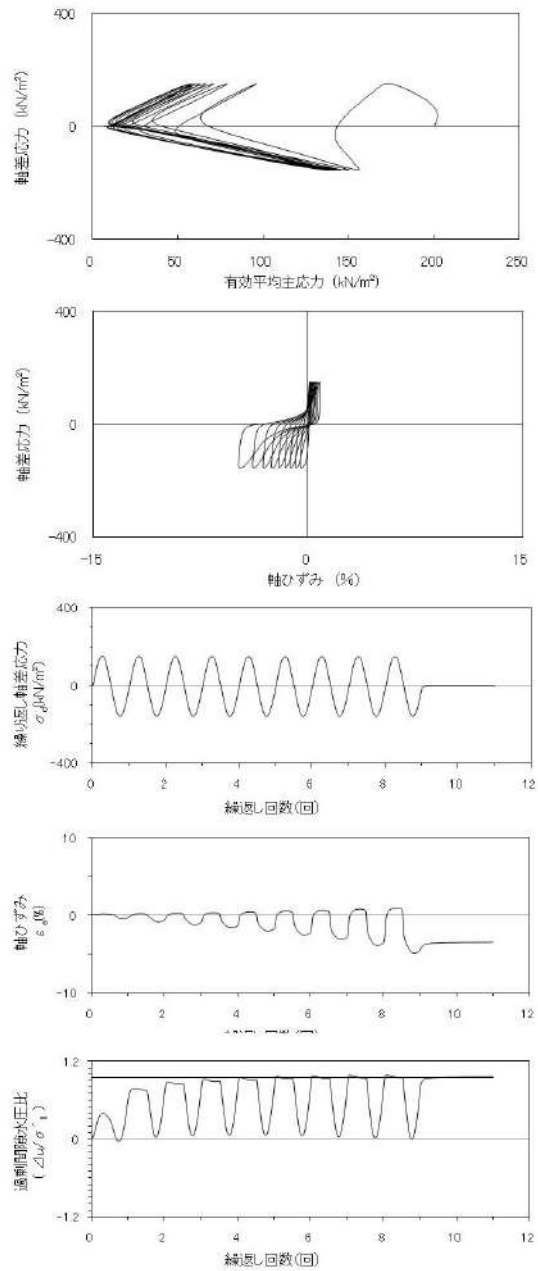 400
0
-400
軸差応力 (kN/m²)
0 50 100 150 200 250
有効平均主応力 (kN/m²)
400
0
-400
軸差応力 (kN/m²)
-15 0 15
軸ひずみ (%)
400
0
-400
繰り返し軸差応力
σd(kN/m²)
0 2 4 6 8 10 12
繰返し回数(回)
10
0
-10
軸ひずみ
εa(%)
0 2 4 6 8 10 12
1.2
0
-1.2
過剰間隙水圧比
0 2 4 6 8 10 12
繰返し回数(回)